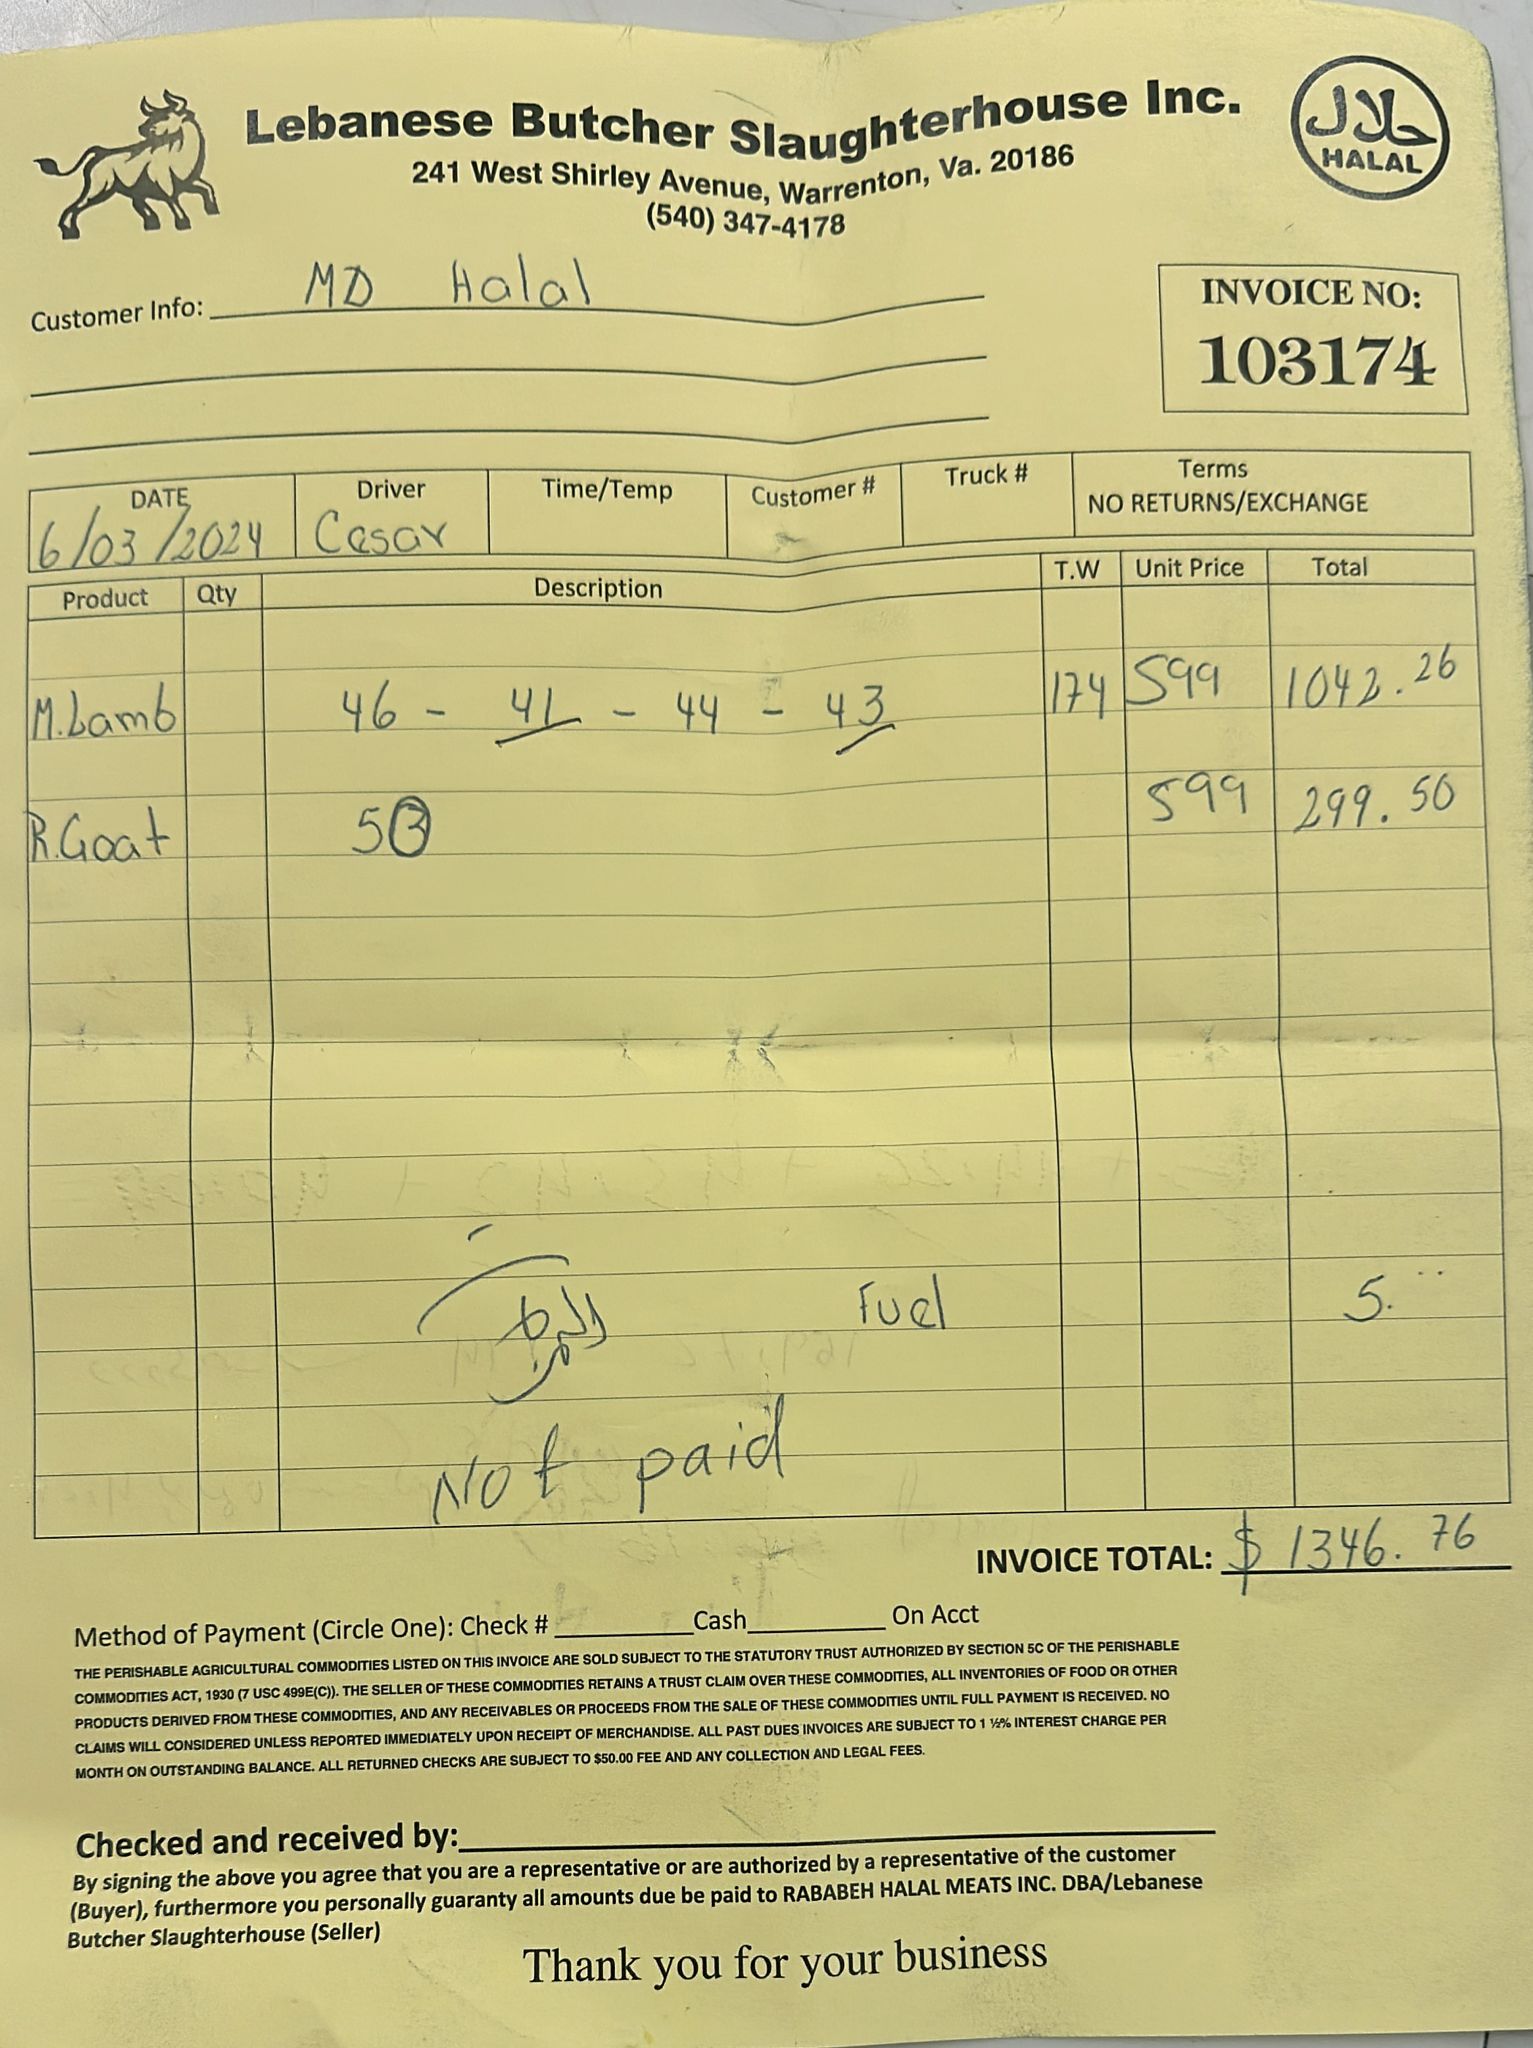 Lebanese Butcher Slaughterhouse Inc.
241 West Shirley Avenue, Warrenton, Va. 20186
(540) 347-4178
حلال
HALAL
Customer Info: MD Halal
INVOICE NO:
103174
DATE Driver Time/Temp Customer # Truck # Terms
NO RETURNS/EXCHANGE
6/03/2024 Cesar
Product Qty Description T.W Unit Price Total
M.Lamb 46 - 41 - 44 - 43 174 599 1042.26
R.Goat 599 299.50
Fuel 5.
Not paid
INVOICE TOTAL: $ 1346.76
Method of Payment (Circle One): Check # Cash On Acct
THE PERISHABLE AGRICULTURAL COMMODITIES LISTED ON THIS INVOICE ARE SOLD SUBJECT TO THE STATUTORY TRUST AUTHORIZED BY SECTION 5C OF THE PERISHABLE
COMMODITIES ACT, 1930 (7 USC 499E(C)). THE SELLER OF THESE COMMODITIES RETAINS A TRUST CLAIM OVER THESE COMMODITIES, ALL INVENTORIES OF FOOD OR OTHER
PRODUCTS DERIVED FROM THESE COMMODITIES, AND ANY RECEIVABLES OR PROCEEDS FROM THE SALE OF THESE COMMODITIES UNTIL FULL PAYMENT IS RECEIVED. NO
CLAIMS WILL CONSIDERED UNLESS REPORTED IMMEDIATELY UPON RECEIPT OF MERCHANDISE. ALL PAST DUES INVOICES ARE SUBJECT TO 1 ½% INTEREST CHARGE PER
MONTH ON OUTSTANDING BALANCE. ALL RETURNED CHECKS ARE SUBJECT TO $50.00 FEE AND ANY COLLECTION AND LEGAL FEES.
Checked and received by:
By signing the above you agree that you are a representative or are authorized by a representative of the customer
(Buyer), furthermore you personally guaranty all amounts due be paid to RABABEH HALAL MEATS INC. DBA/Lebanese
Butcher Slaughterhouse (Seller)
Thank you for your business